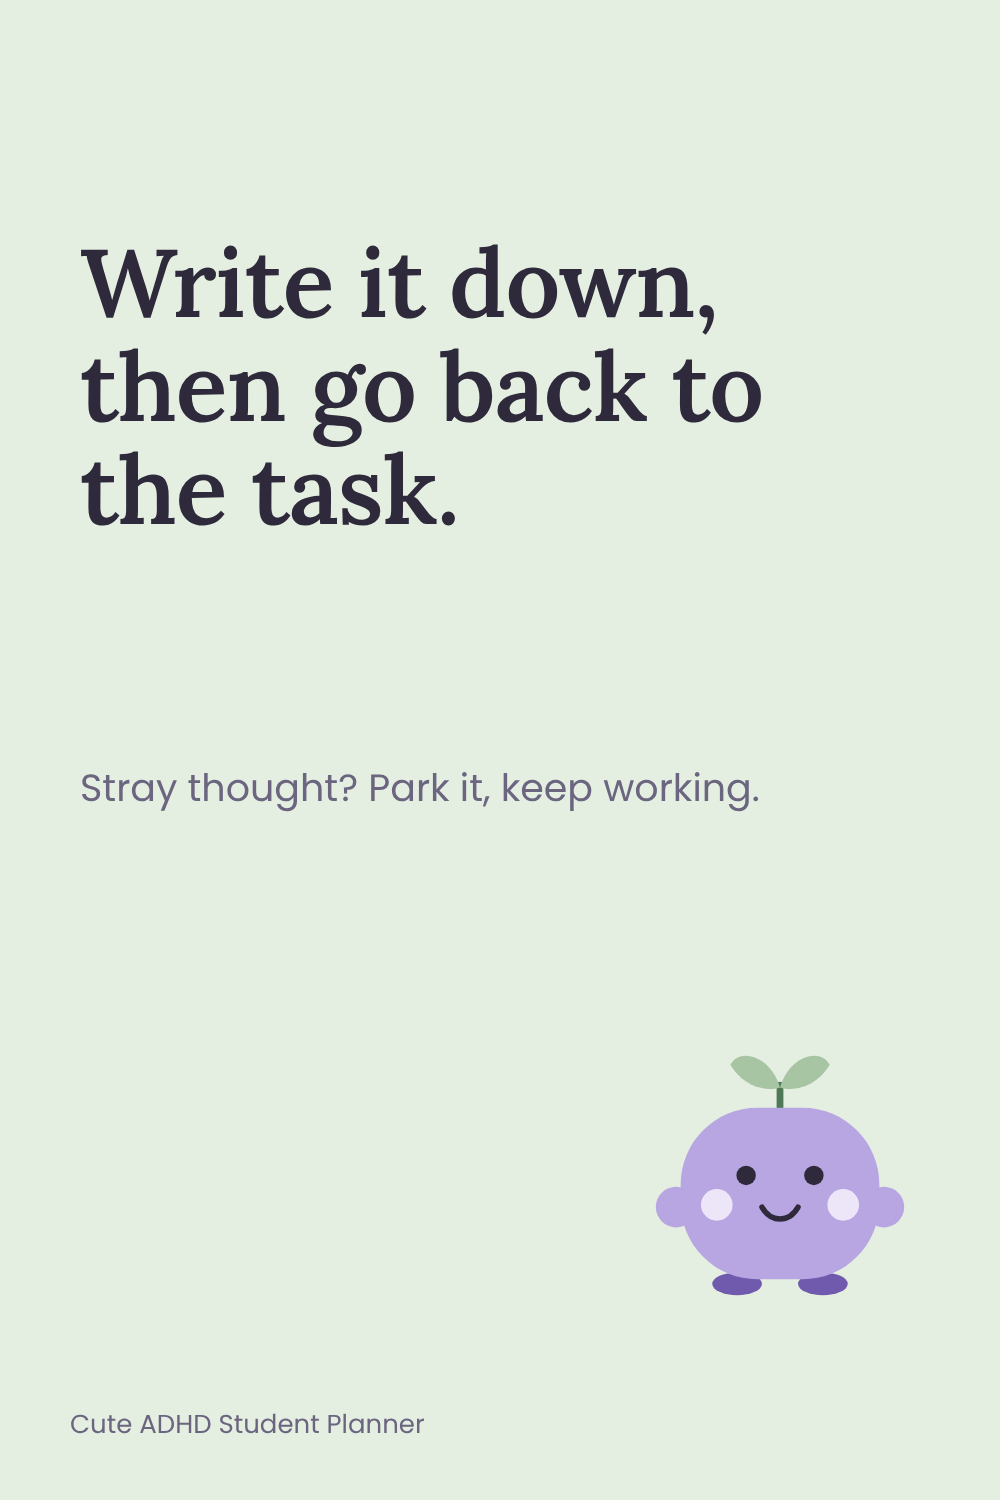 Write it down,
then go back to
the task.
Stray thought? Park it, keep working.
Cute ADHD Student Planner